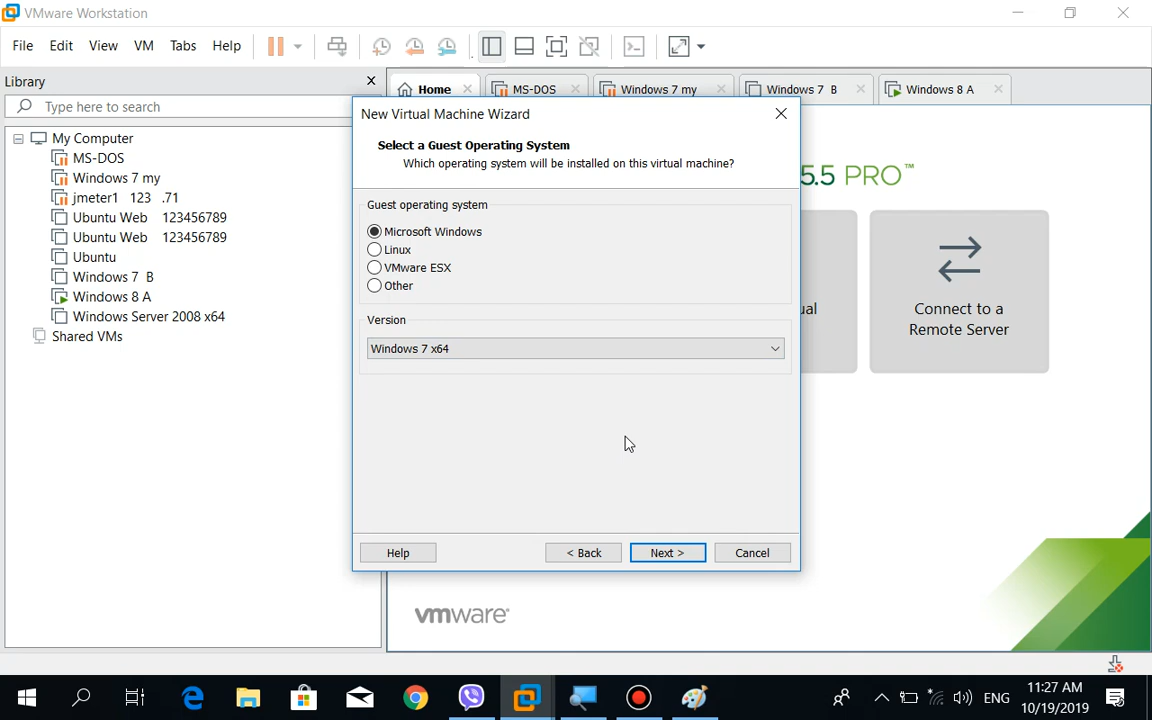 VMware Workstation
File Edit View VM Tabs Help
Library
Type here to search
My Computer
MS-DOS
Windows 7 my
jmeter1 123 .71
Ubuntu Web 123456789
Ubuntu Web 123456789
Ubuntu
Windows 7 B
Windows 8 A
Windows Server 2008 x64
Shared VMs
Home MS-DOS Windows 7 my Windows 7 B Windows 8 A
New Virtual Machine Wizard
Select a Guest Operating System
Which operating system will be installed on this virtual machine?
Guest operating system
Microsoft Windows
Linux
VMware ESX
Other
Version
Windows 7 x64
Help < Back Next > Cancel
5.5 PRO™
ual
Connect to a
Remote Server
vmware®
ENG
11:27 AM
10/19/2019